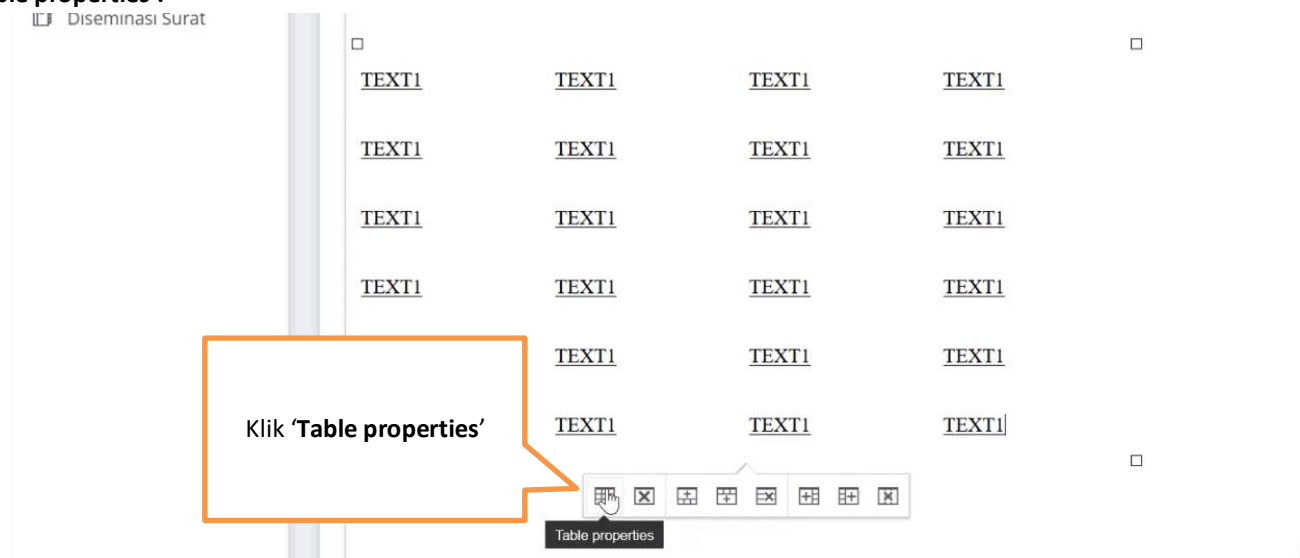 properties'.
Diseminasi Surat
TEXT1 TEXT1 TEXT1 TEXT1
TEXT1 TEXT1 TEXT1 TEXT1
TEXT1 TEXT1 TEXT1 TEXT1
TEXT1 TEXT1 TEXT1 TEXT1
TEXT1 TEXT1 TEXT1
Klik ‘Table properties’
TEXT1 TEXT1 TEXT1
Table properties